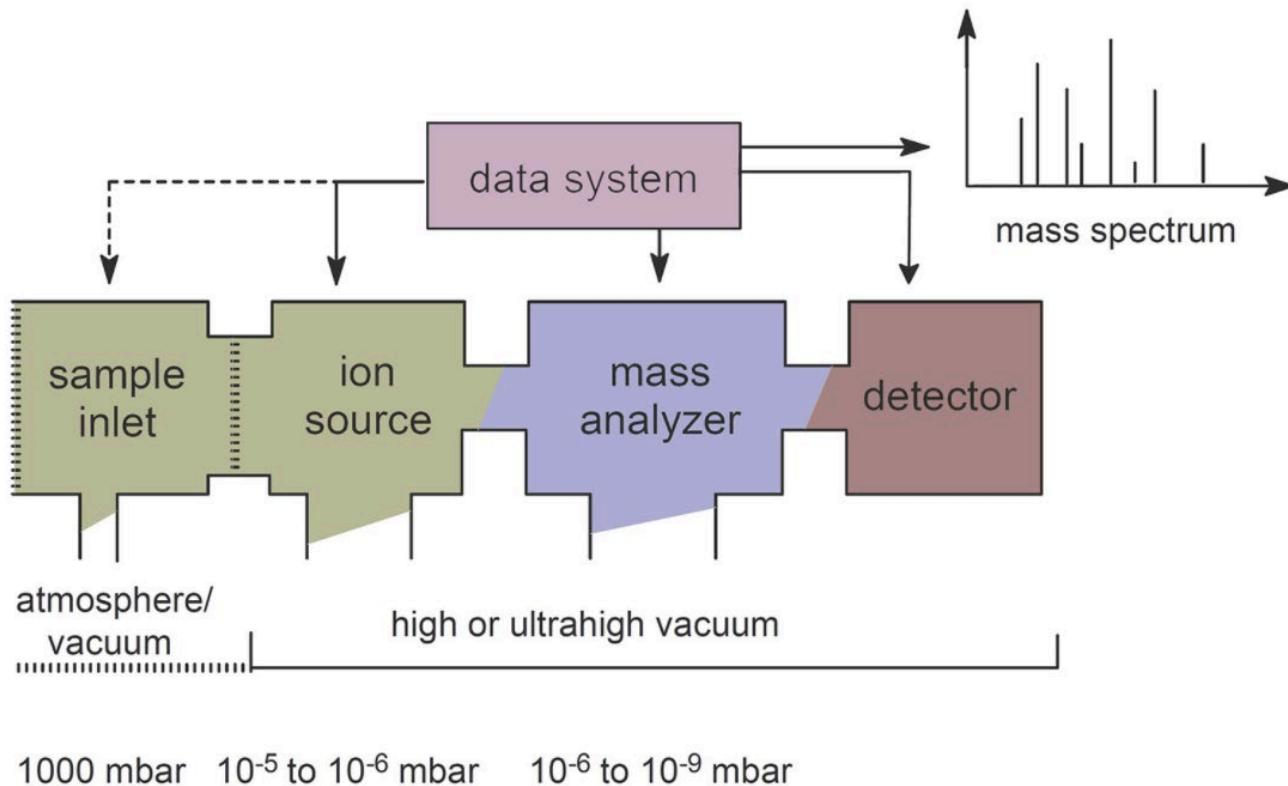 data system
mass spectrum
sample
inlet
ion
source
mass
analyzer
detector
atmosphere/
vacuum
high or ultrahigh vacuum
1000 mbar
10⁻⁵ to 10⁻⁶ mbar
10⁻⁶ to 10⁻⁹ mbar